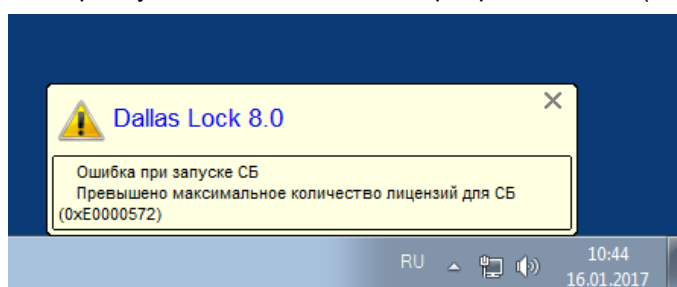 Dallas Lock 8.0
Ошибка при запуске СБ
Превышено максимальное количество лицензий для СБ
(0xE0000572)
RU
10:44
16.01.2017